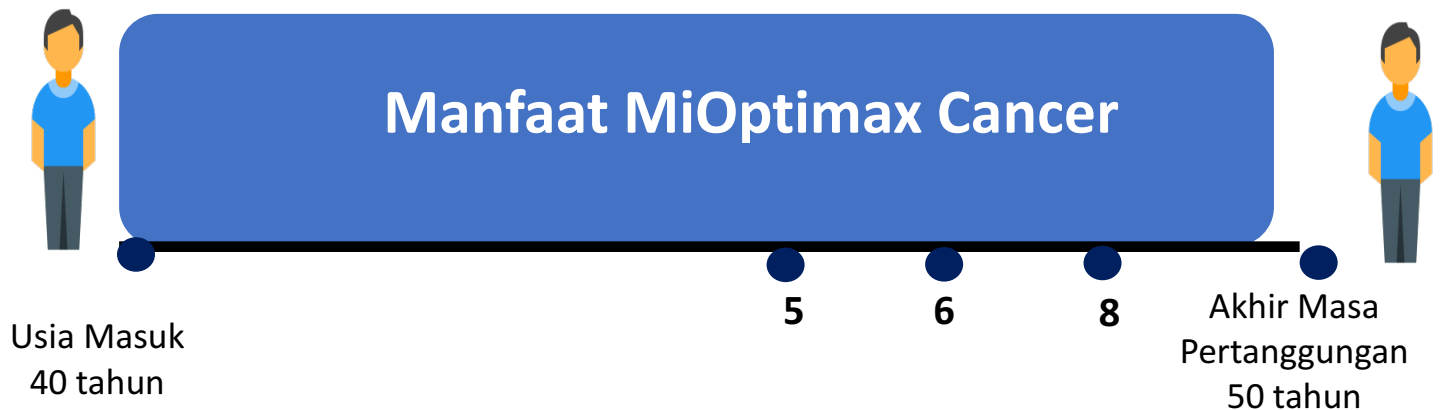 Manfaat MiOptimax Cancer
5
6
8
Usia Masuk
40 tahun
Akhir Masa
Pertanggungan
50 tahun